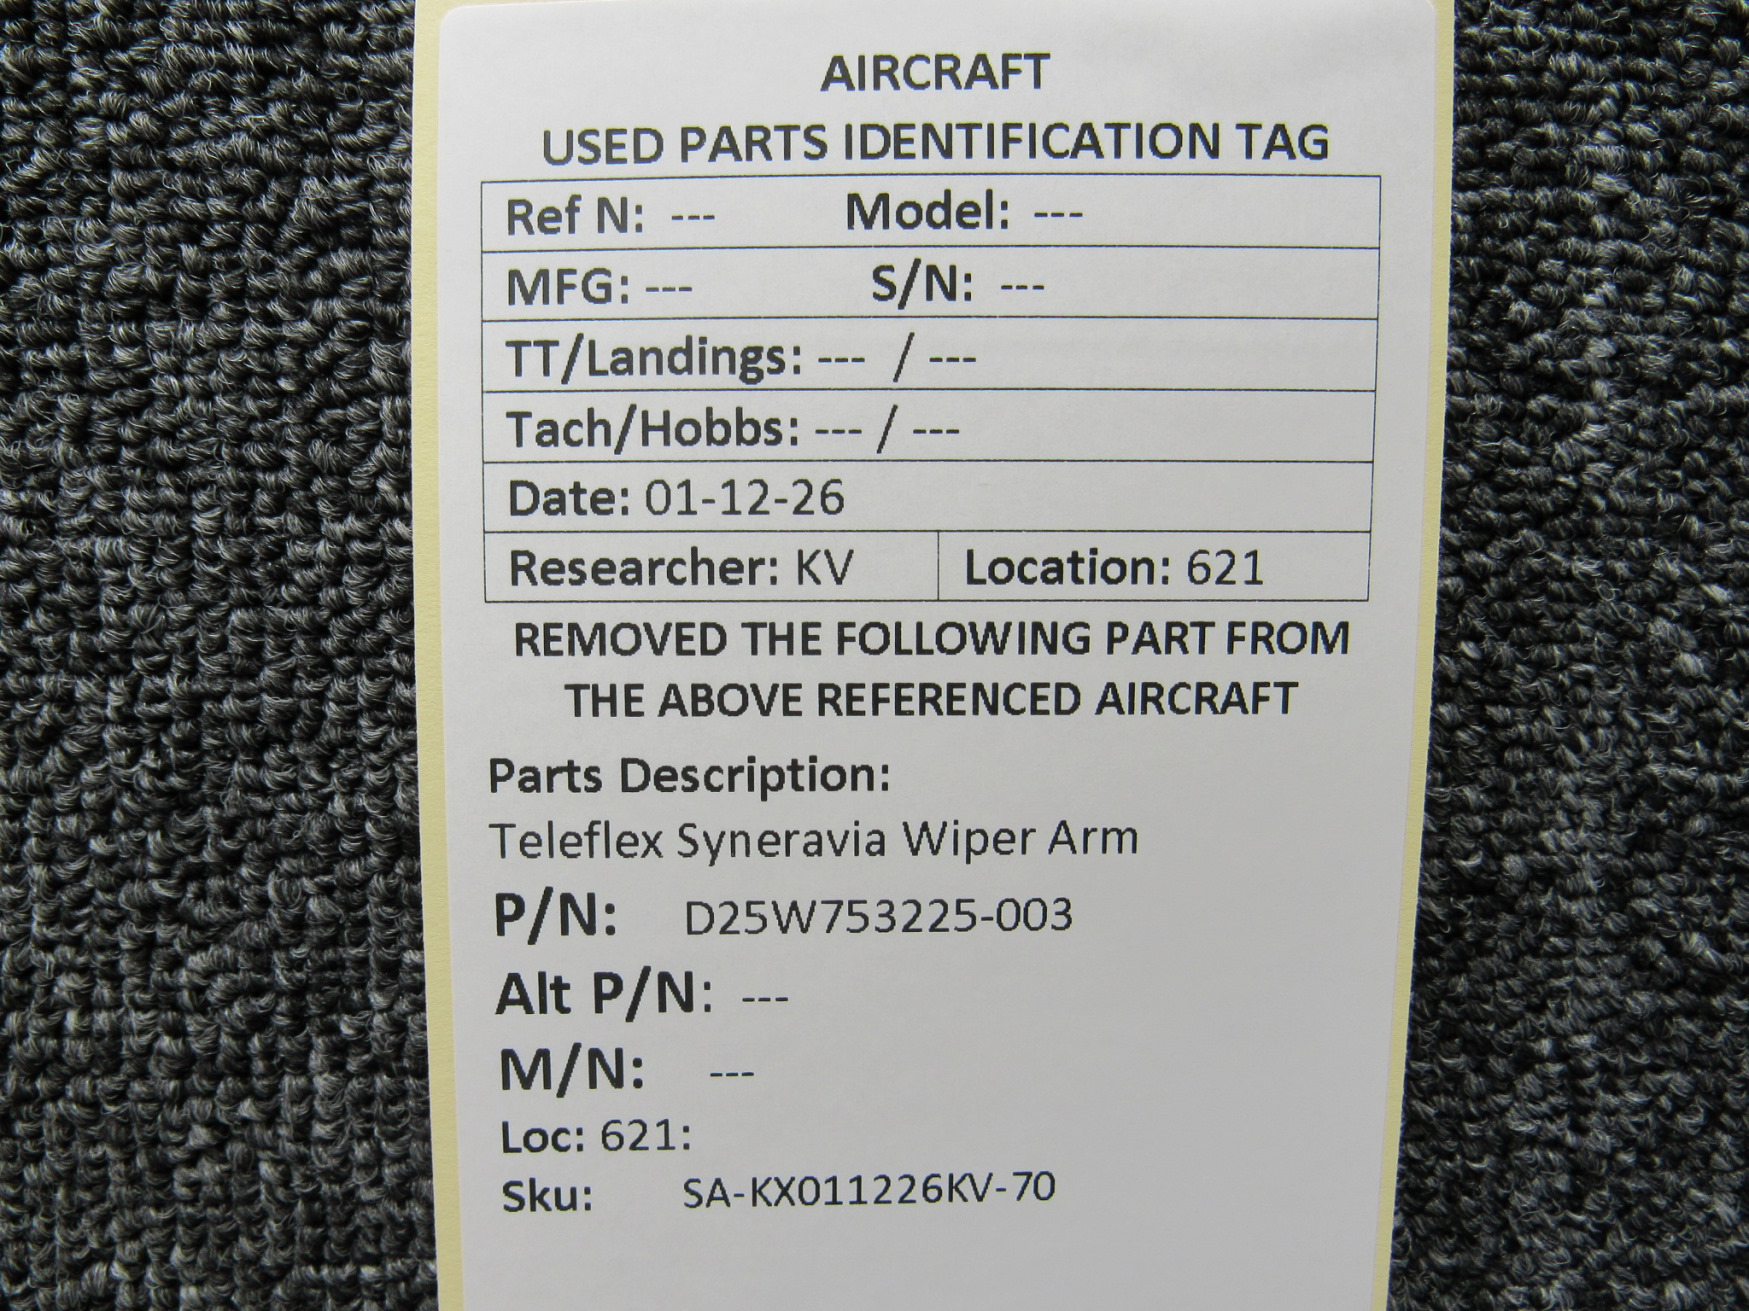 AIRCRAFT
USED PARTS IDENTIFICATION TAG
Ref N: --- Model: ---
MFG: --- S/N: ---
TT/Landings: --- / ---
Tach/Hobbs: --- / ---
Date: 01-12-26
Researcher: KV Location: 621
REMOVED THE FOLLOWING PART FROM
THE ABOVE REFERENCED AIRCRAFT
Parts Description:
Teleflex Syneravia Wiper Arm
P/N: D25W753225-003
Alt P/N: ---
M/N: ---
Loc: 621:
Sku: SA-KX011226KV-70